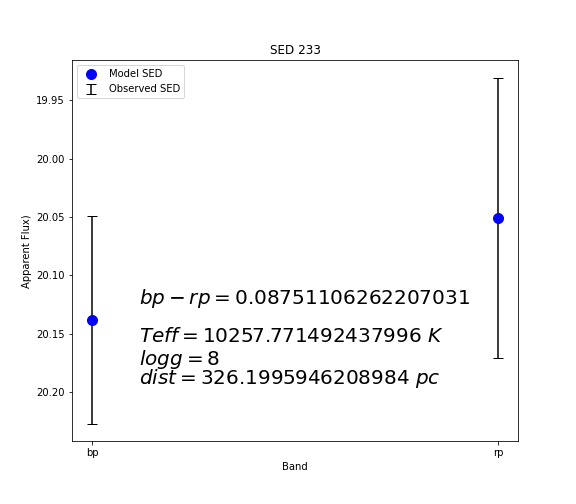 SED 233
Model SED
Observed SED
19.95
20.00
20.05
20.10
20.15
20.20
Apparent Flux)
bp − rp = 0.08751106262207031
Teff = 10257.771492437996 K
logg = 8
dist = 326.1995946208984 pc
bp
rp
Band